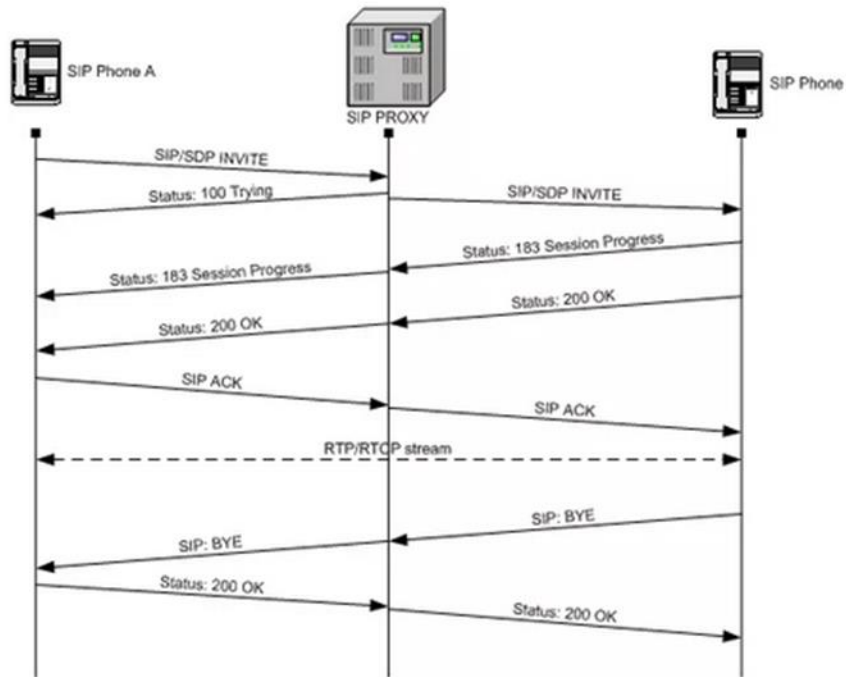 SIP Phone A
SIP PROXY
SIP Phone
SIP/SDP INVITE
Status: 100 Trying
SIP/SDP INVITE
Status: 183 Session Progress
Status: 183 Session Progress
Status: 200 OK
Status: 200 OK
SIP ACK
SIP ACK
RTP/RTCP stream
SIP: BYE
SIP: BYE
Status: 200 OK
Status: 200 OK